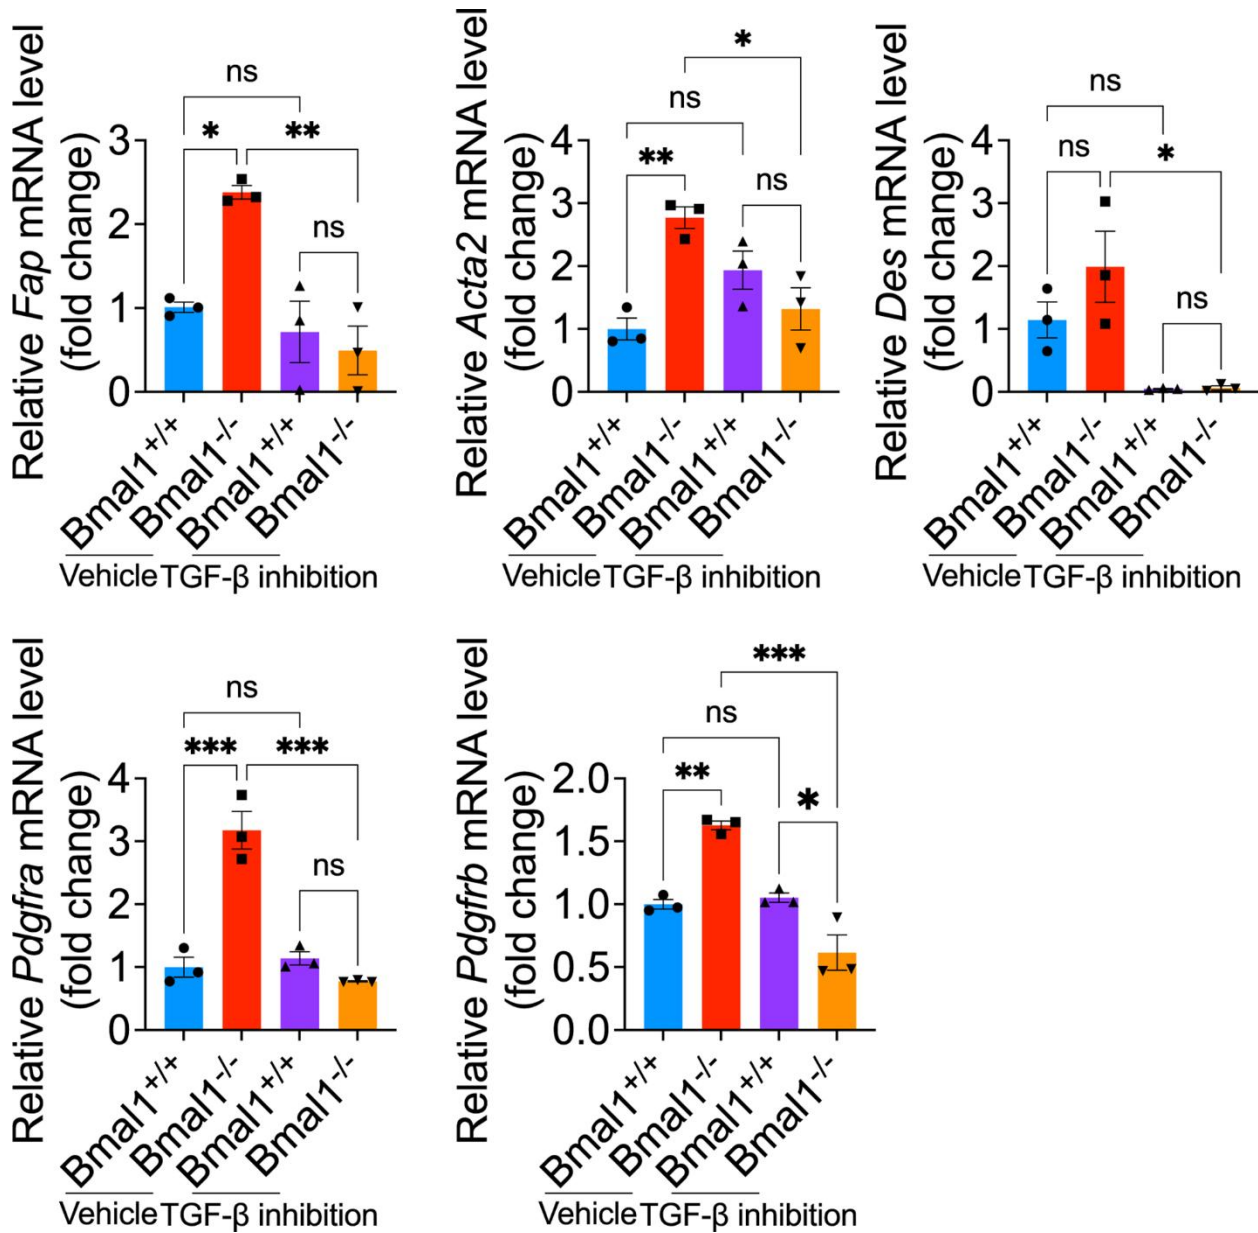 Relative Fap mRNA level
(fold change)
ns
*
**
ns
3
2
1
0
Bmal1+/+
Bmal1-/-
Bmal1+/+
Bmal1-/-
Vehicle TGF-β inhibition
Relative Acta2 mRNA level
(fold change)
*
ns
**
ns
4
3
2
1
0
Bmal1+/+
Bmal1-/-
Bmal1+/+
Bmal1-/-
Vehicle TGF-β inhibition
Relative Des mRNA level
(fold change)
ns
ns
*
ns
4
3
2
1
0
Bmal1+/+
Bmal1-/-
Bmal1+/+
Bmal1-/-
Vehicle TGF-β inhibition
Relative Pdgfra mRNA level
(fold change)
ns
***
***
ns
4
3
2
1
0
Bmal1+/+
Bmal1-/-
Bmal1+/+
Bmal1-/-
Vehicle TGF-β inhibition
Relative Pdgfrb mRNA level
(fold change)
***
ns
**
*
2.0
1.5
1.0
0.5
0.0
Bmal1+/+
Bmal1-/-
Bmal1+/+
Bmal1-/-
Vehicle TGF-β inhibition